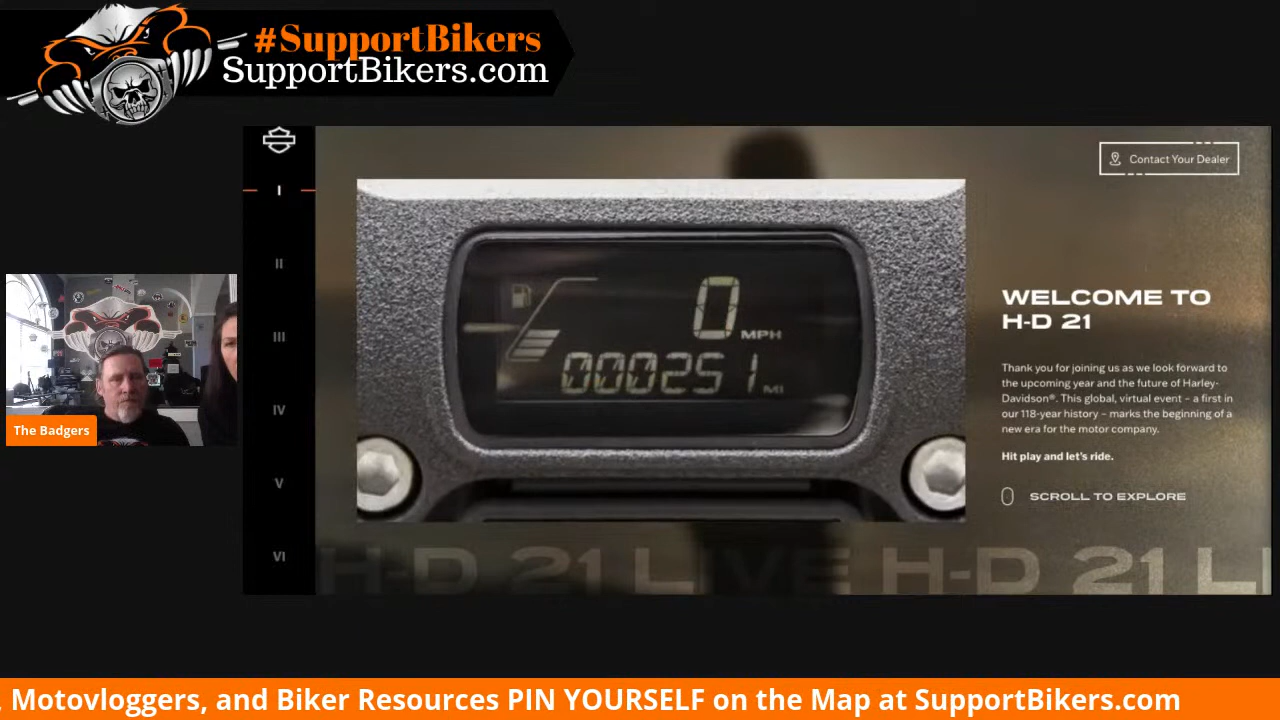 #SupportBikers
SupportBikers.com
I
II
III
IV
V
VI
Contact Your Dealer
0 MPH
000251 MI
WELCOME TO
H-D 21
Thank you for joining us as we look forward to
the upcoming year and the future of Harley-
Davidson®. This global, virtual event – a first in
our 118-year history – marks the beginning of a
new era for the motor company.
Hit play and let's ride.
SCROLL TO EXPLORE
H-D 21 LIVE H-D 21 LI
The Badgers
Motovloggers, and Biker Resources PIN YOURSELF on the Map at SupportBikers.com